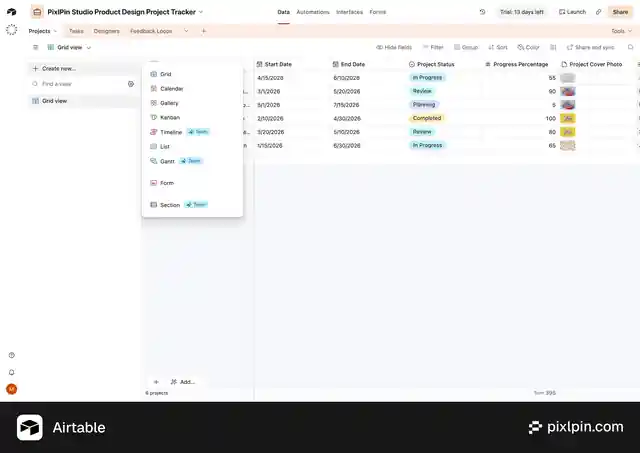 PixlPin Studio Product Design Project Tracker
Data Automations Interfaces Forms
Trial: 13 days left Launch Share
Projects Tasks Designers Feedback Loops
Tools
Grid view
Hide fields Filter Group Sort Color Share and sync
Create new...
Find a view
Grid view
Grid
Calendar
Gallery
Kanban
Timeline Team
List
Gantt Team
Form
Section Team
Start Date End Date Project Status Progress Percentage Project Cover Photo
4/15/2026 6/10/2026 In Progress 55
3/1/2026 5/20/2026 Review 90
5/1/2026 7/15/2026 Planning 5
2/10/2026 4/30/2026 Completed 100
3/20/2026 5/10/2026 Review 80
1/15/2026 6/30/2026 In Progress 65
+ Add...
6 projects
Sum 395
M
Airtable
pixlpin.com